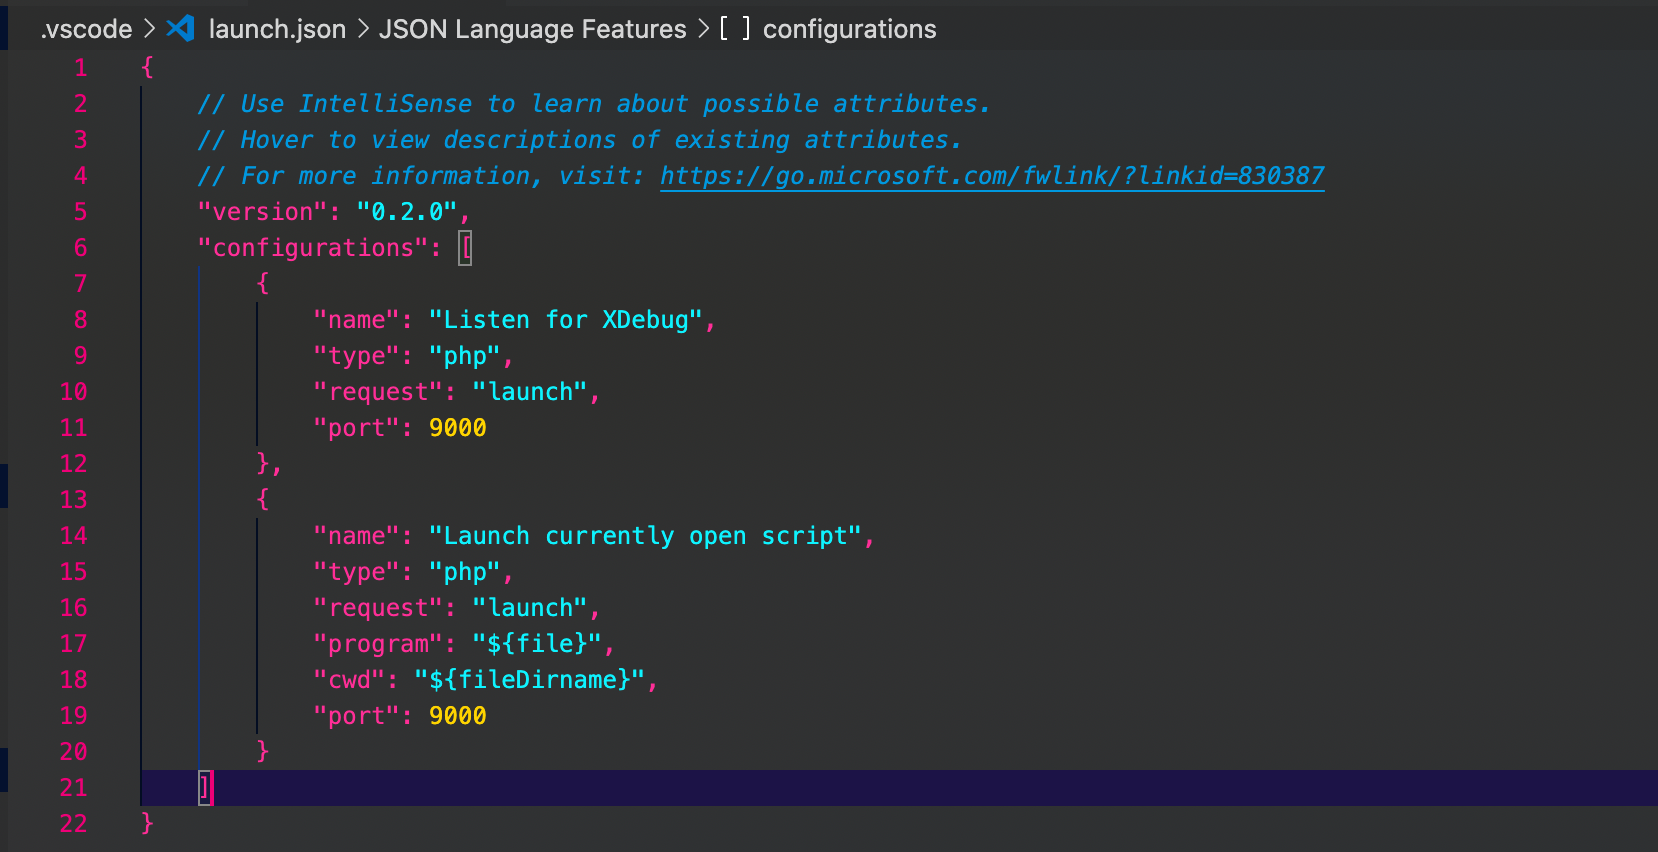 .vscode > launch.json > JSON Language Features > [ ] configurations
1 {
2 // Use IntelliSense to learn about possible attributes.
3 // Hover to view descriptions of existing attributes.
4 // For more information, visit: https://go.microsoft.com/fwlink/?linkid=830387
5 "version": "0.2.0",
6 "configurations": [
7 {
8 "name": "Listen for XDebug",
9 "type": "php",
10 "request": "launch",
11 "port": 9000
12 },
13 {
14 "name": "Launch currently open script",
15 "type": "php",
16 "request": "launch",
17 "program": "${file}",
18 "cwd": "${fileDirname}",
19 "port": 9000
20 }
21 ]
22 }